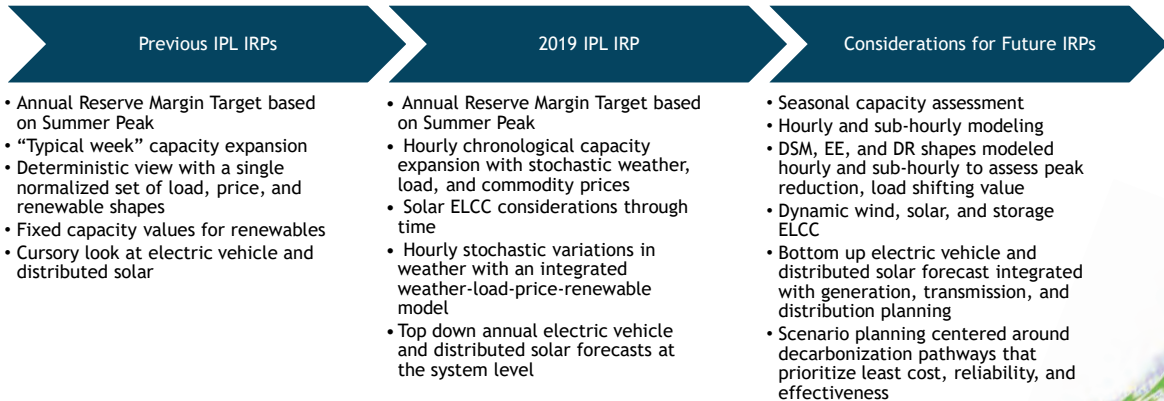 Previous IPL IRPs
2019 IPL IRP
Considerations for Future IRPs
• Annual Reserve Margin Target based
on Summer Peak
• “Typical week” capacity expansion
• Deterministic view with a single
normalized set of load, price, and
renewable shapes
• Fixed capacity values for renewables
• Cursory look at electric vehicle and
distributed solar
• Annual Reserve Margin Target based
on Summer Peak
• Hourly chronological capacity
expansion with stochastic weather,
load, and commodity prices
• Solar ELCC considerations through
time
• Hourly stochastic variations in
weather with an integrated
weather-load-price-renewable
model
• Top down annual electric vehicle
and distributed solar forecasts at
the system level
• Seasonal capacity assessment
• Hourly and sub-hourly modeling
• DSM, EE, and DR shapes modeled
hourly and sub-hourly to assess peak
reduction, load shifting value
• Dynamic wind, solar, and storage
ELCC
• Bottom up electric vehicle and
distributed solar forecast integrated
with generation, transmission, and
distribution planning
• Scenario planning centered around
decarbonization pathways that
prioritize least cost, reliability, and
effectiveness